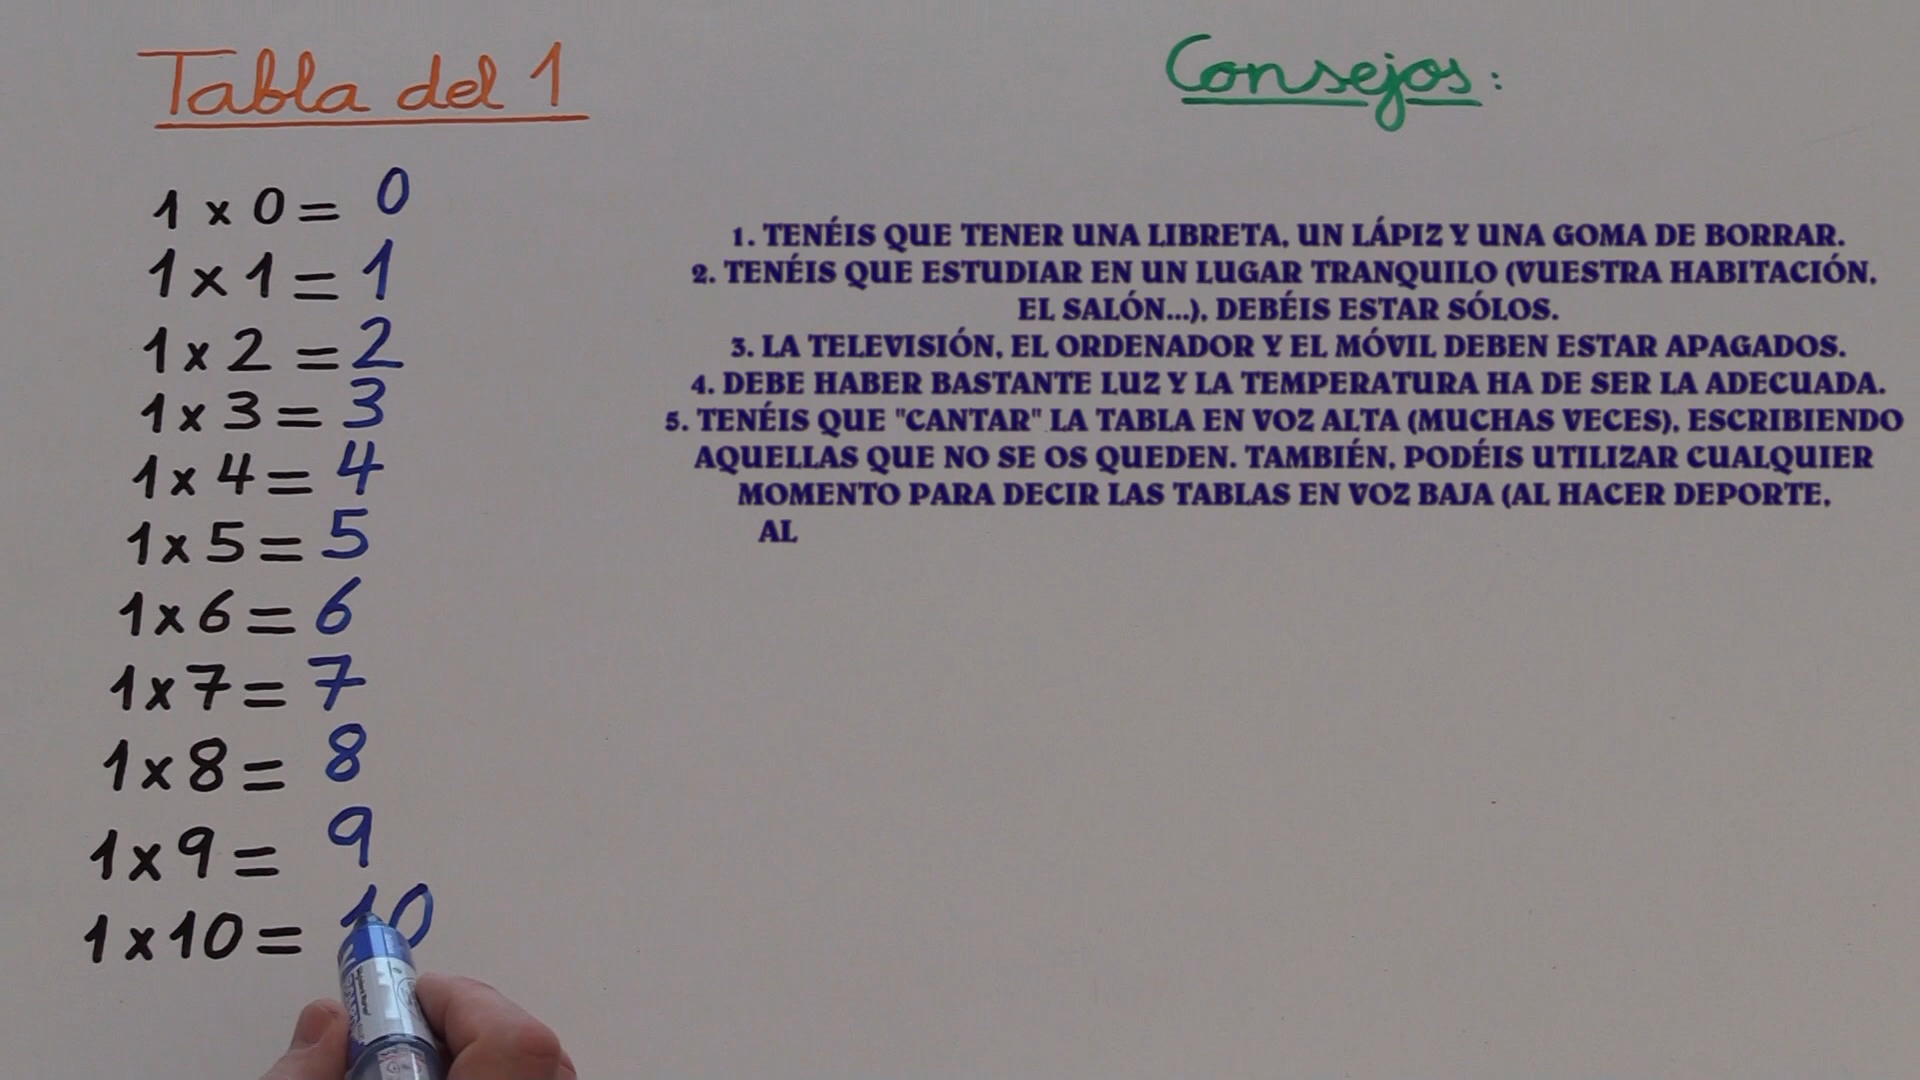 Tabla del 1
1 x 0 = 0
1 x 1 = 1
1 x 2 = 2
1 x 3 = 3
1 x 4 = 4
1 x 5 = 5
1 x 6 = 6
1 x 7 = 7
1 x 8 = 8
1 x 9 = 9
1 x 10 = 10
Consejos:
1. TENÉIS QUE TENER UNA LIBRETA, UN LÁPIZ Y UNA GOMA DE BORRAR.
2. TENÉIS QUE ESTUDIAR EN UN LUGAR TRANQUILO (VUESTRA HABITACIÓN,
EL SALÓN...), DEBÉIS ESTAR SÓLOS.
3. LA TELEVISIÓN, EL ORDENADOR Y EL MÓVIL DEBEN ESTAR APAGADOS.
4. DEBE HABER BASTANTE LUZ Y LA TEMPERATURA HA DE SER LA ADECUADA.
5. TENÉIS QUE "CANTAR" LA TABLA EN VOZ ALTA (MUCHAS VECES), ESCRIBIENDO
AQUELLAS QUE NO SE OS QUEDEN. TAMBIÉN, PODÉIS UTILIZAR CUALQUIER
MOMENTO PARA DECIR LAS TABLAS EN VOZ BAJA (AL HACER DEPORTE,
AL